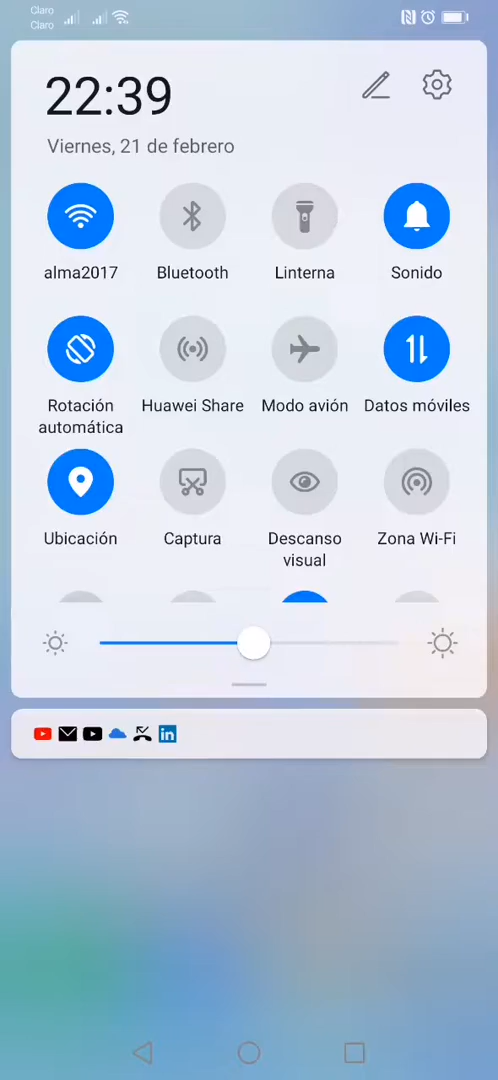 Claro
Claro
22:39
Viernes, 21 de febrero
alma2017
Bluetooth
Linterna
Sonido
Rotación
automática
Huawei Share
Modo avión
Datos móviles
Ubicación
Captura
Descanso
visual
Zona Wi-Fi
in